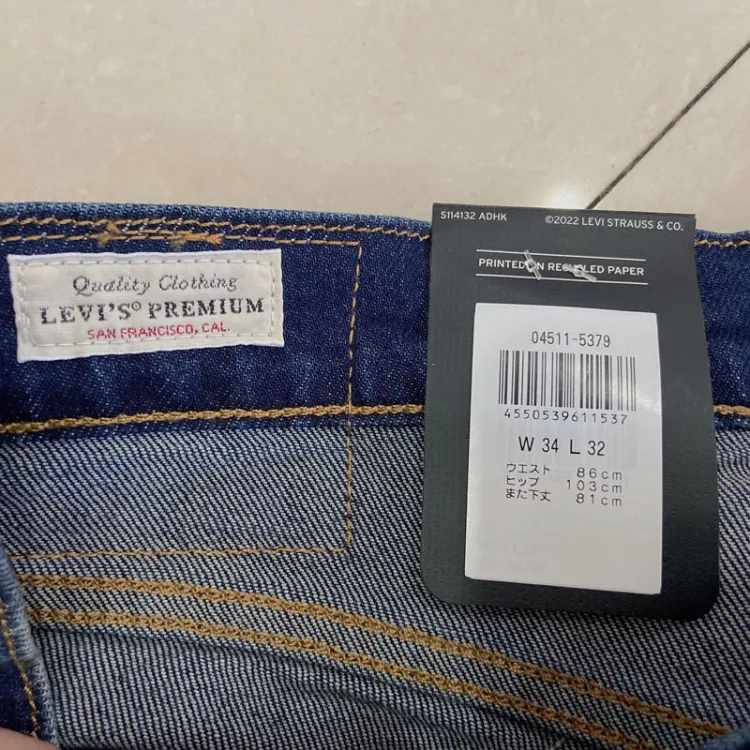 Quality Clothing
LEVI'S® PREMIUM
SAN FRANCISCO, CAL.
S114132 ADHK ©2022 LEVI STRAUSS & CO.
PRINTED ON RECYCLED PAPER
04511-5379
4550539611537
W 34 L 32
ウエスト 86cm
ヒップ 103cm
また下丈 81cm